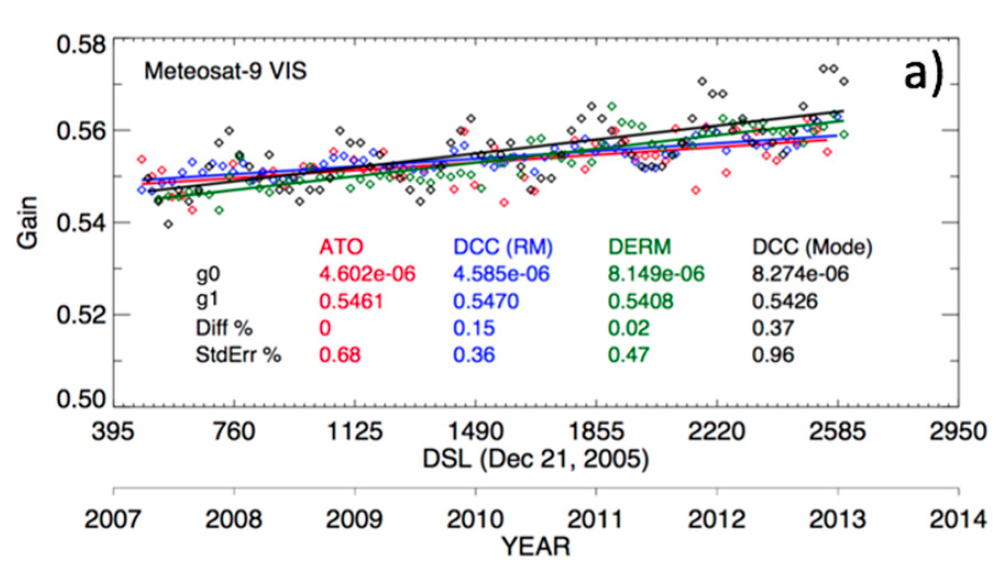 0.58
Meteosat-9 VIS
a)
0.56
0.54
Gain
ATO DCC (RM) DERM DCC (Mode)
g0 4.602e-06 4.585e-06 8.149e-06 8.274e-06
g1 0.5461 0.5470 0.5408 0.5426
0.52
Diff % 0 0.15 0.02 0.37
StdErr % 0.68 0.36 0.47 0.96
0.50
395 760 1125 1490 1855 2220 2585 2950
DSL (Dec 21, 2005)
2007 2008 2009 2010 2011 2012 2013 2014
YEAR